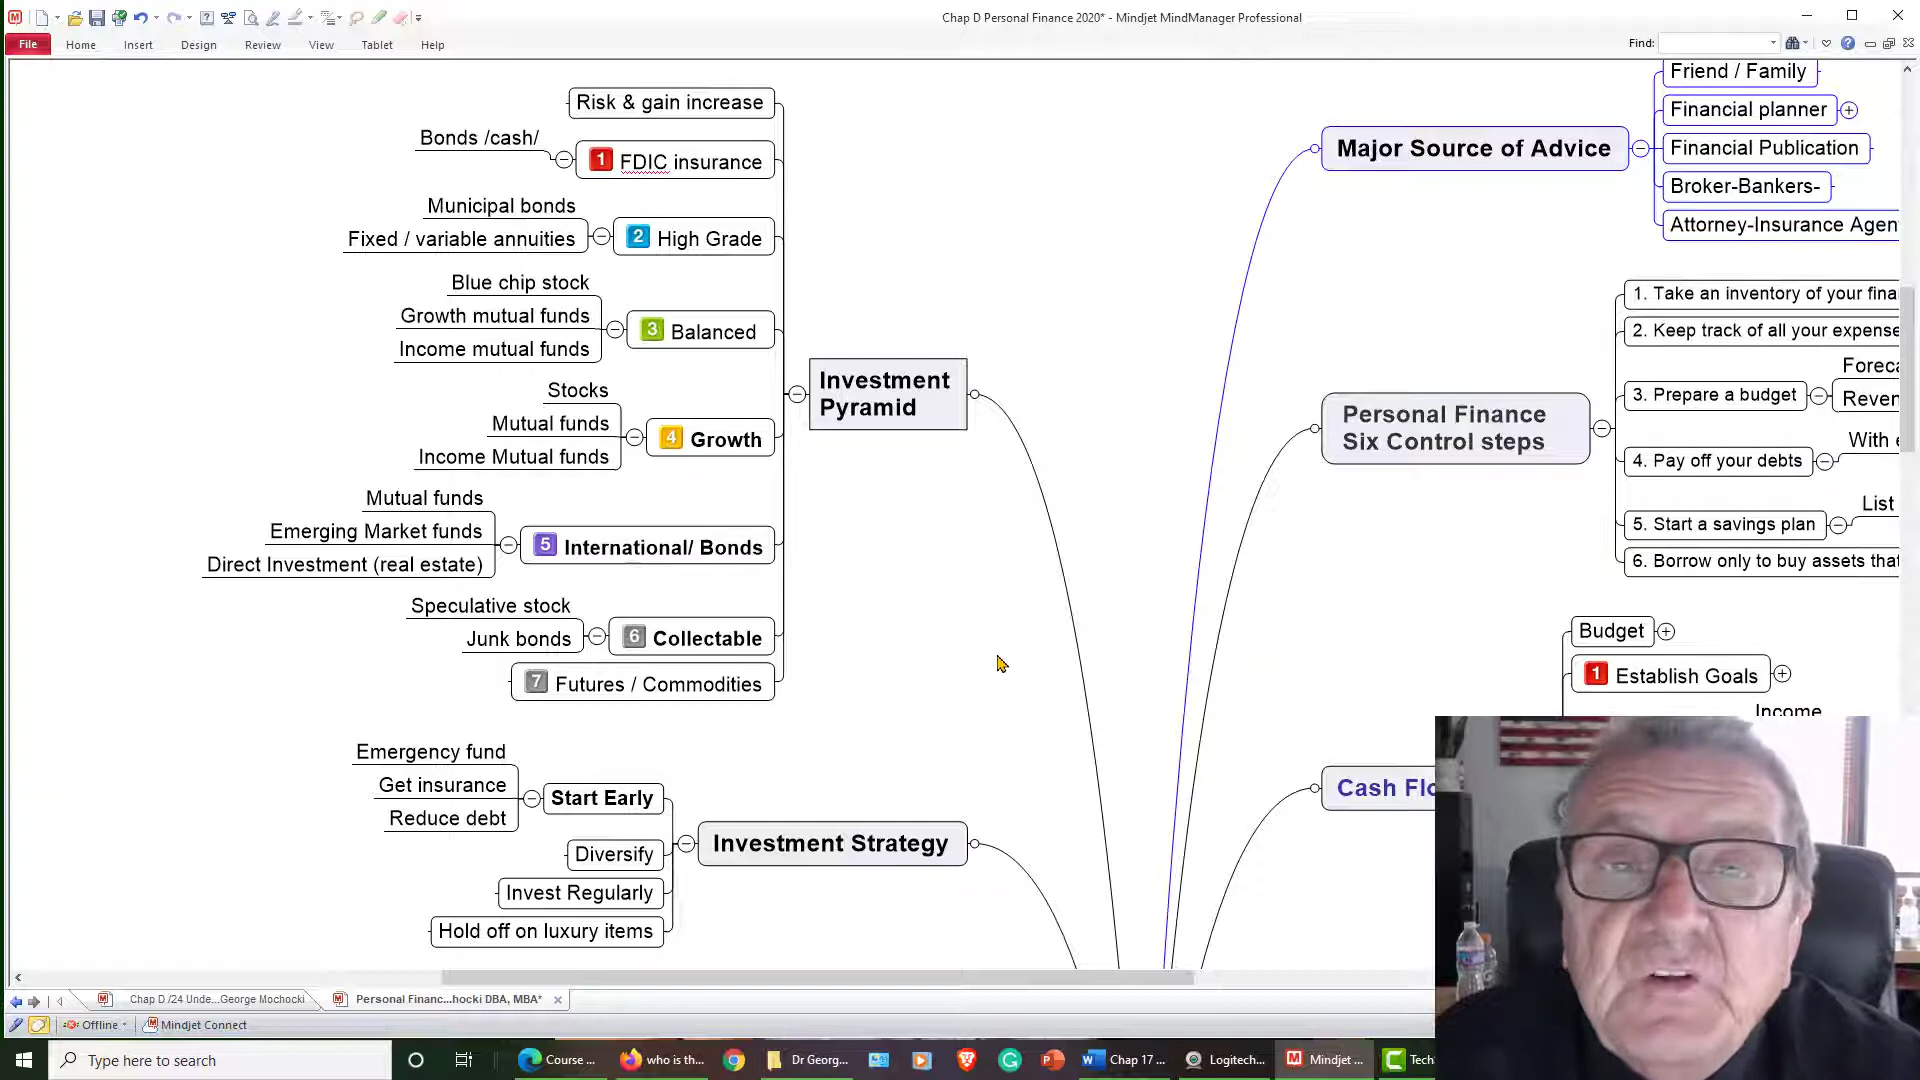 Chap D Personal Finance 2020* - Mindjet MindManager Professional
File
Home
Insert
Design
Review
View
Tablet
Help
Find:
Risk & gain increase
Bonds /cash/
1 FDIC insurance
Municipal bonds
Fixed / variable annuities
2 High Grade
Blue chip stock
Growth mutual funds
Income mutual funds
3 Balanced
Stocks
Mutual funds
Income Mutual funds
4 Growth
Mutual funds
Emerging Market funds
Direct Investment (real estate)
5 International/ Bonds
Speculative stock
Junk bonds
6 Collectable
7 Futures / Commodities
Investment
Pyramid
Emergency fund
Get insurance
Reduce debt
Start Early
Diversify
Invest Regularly
Hold off on luxury items
Investment Strategy
Major Source of Advice
Friend / Family
Financial planner
Financial Publication
Broker-Bankers-
Attorney-Insurance Agen
Personal Finance
Six Control steps
1. Take an inventory of your fina
2. Keep track of all your expense
3. Prepare a budget
Foreca
Reven
4. Pay off your debts
With e
5. Start a savings plan
List
6. Borrow only to buy assets that
Budget
1 Establish Goals
Income
Cash Flo
Chap D /24 Unde...George Mochocki
Personal Financ...hocki DBA, MBA*
Offline
Mindjet Connect
Type here to search
Course ...
who is th...
Dr Georg...
Chap 17 ...
Logitech...
Mindjet ...
Tech